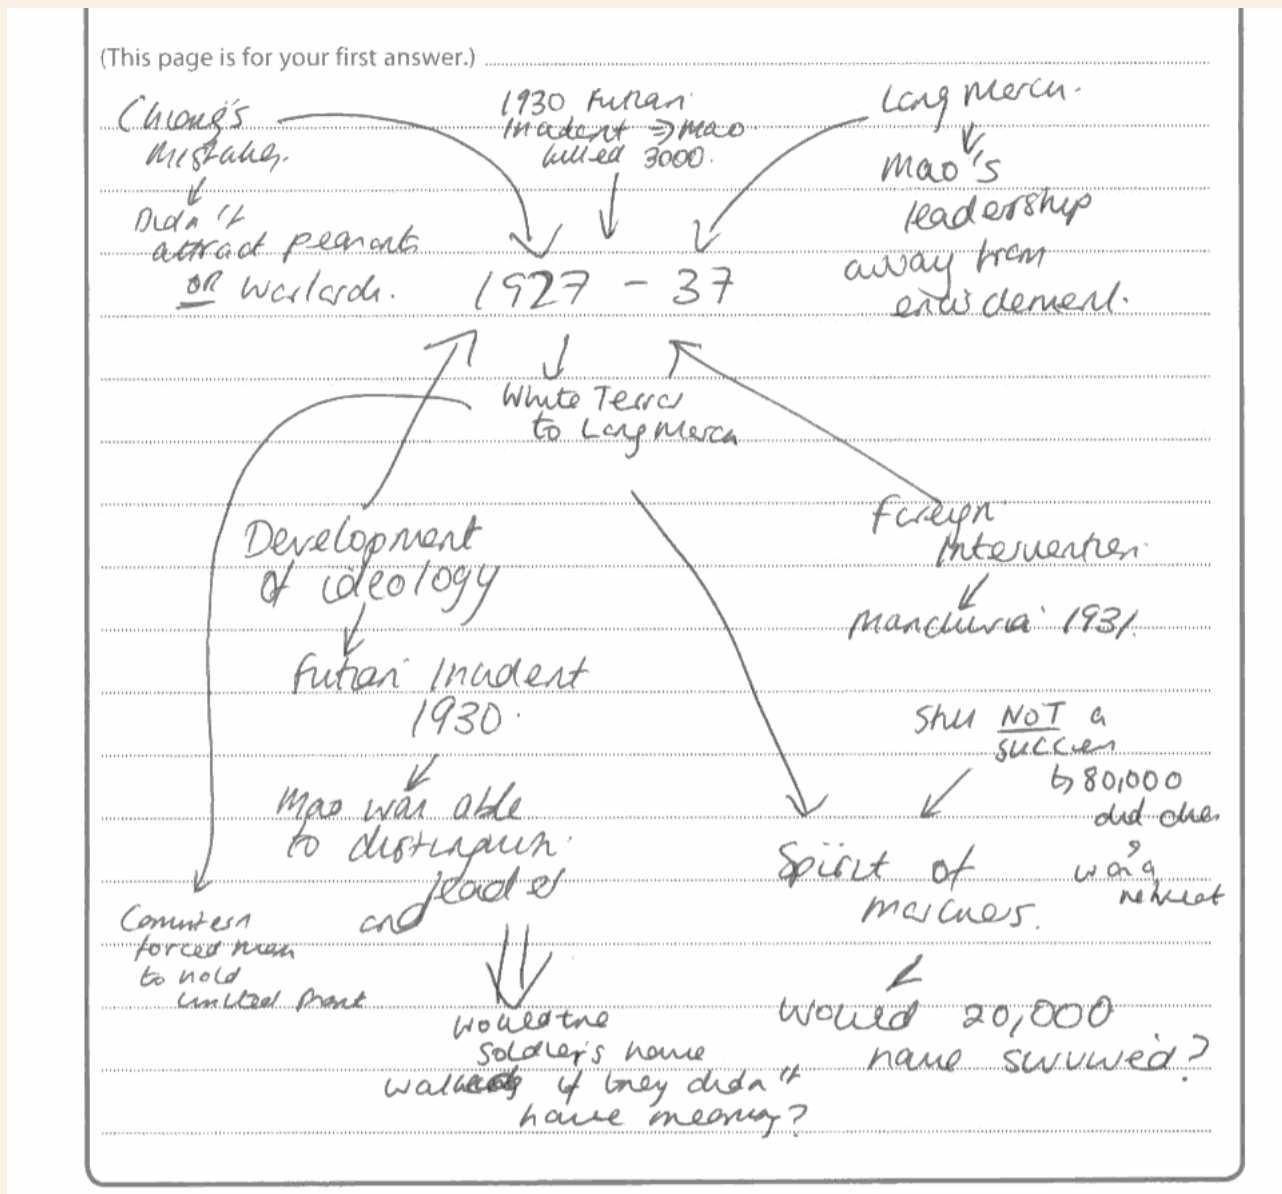 (This page is for your first answer.)
Chiang's
mistakes.
Didn't
attract peasants
OR warlords.
1930 Futian
Incident ⇒ Mao
killed 3000.
Long March.
Mao's
leadership
away from
encirclement.
1927 - 37
White Terror
to Long March
Development
of ideology
Futian Incident
1930.
Mao was able
to distinguish
and leader
Comintern
forced them
to hold
united front
would the
soldier's have
walked if they didn't
have meaning?
Foreign
Intervention
Manchuria 1931.
Still NOT a
success
↳ 80,000
did die
was a
retreat
Spirit of
marchers.
Would 20,000
have survived?